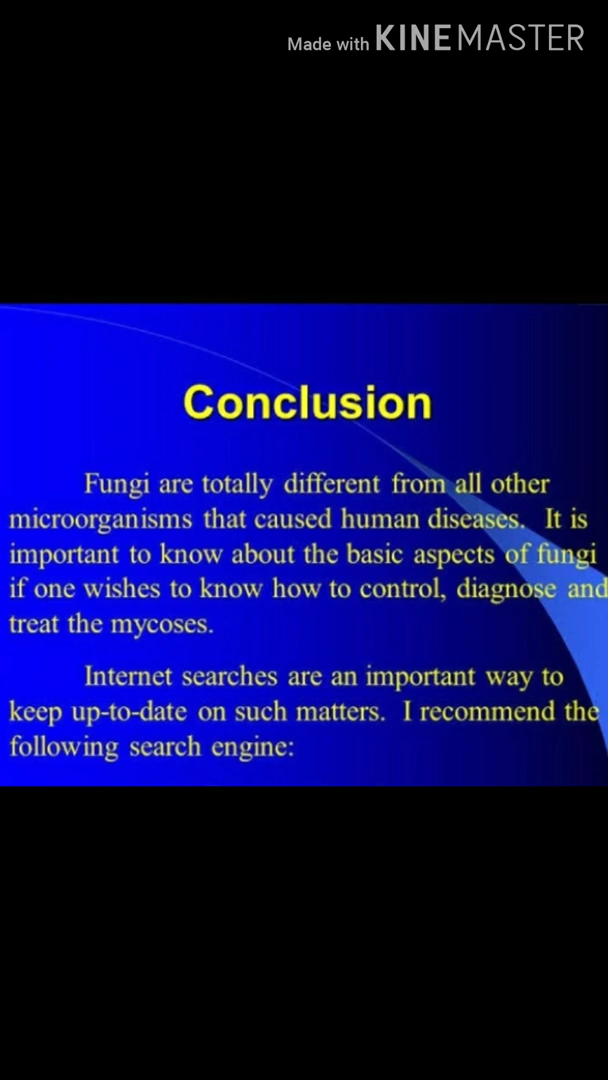 Made with KINEMASTER
Conclusion
Fungi are totally different from all other
microorganisms that caused human diseases. It is
important to know about the basic aspects of fungi
if one wishes to know how to control, diagnose and
treat the mycoses.
Internet searches are an important way to
keep up-to-date on such matters. I recommend the
following search engine: